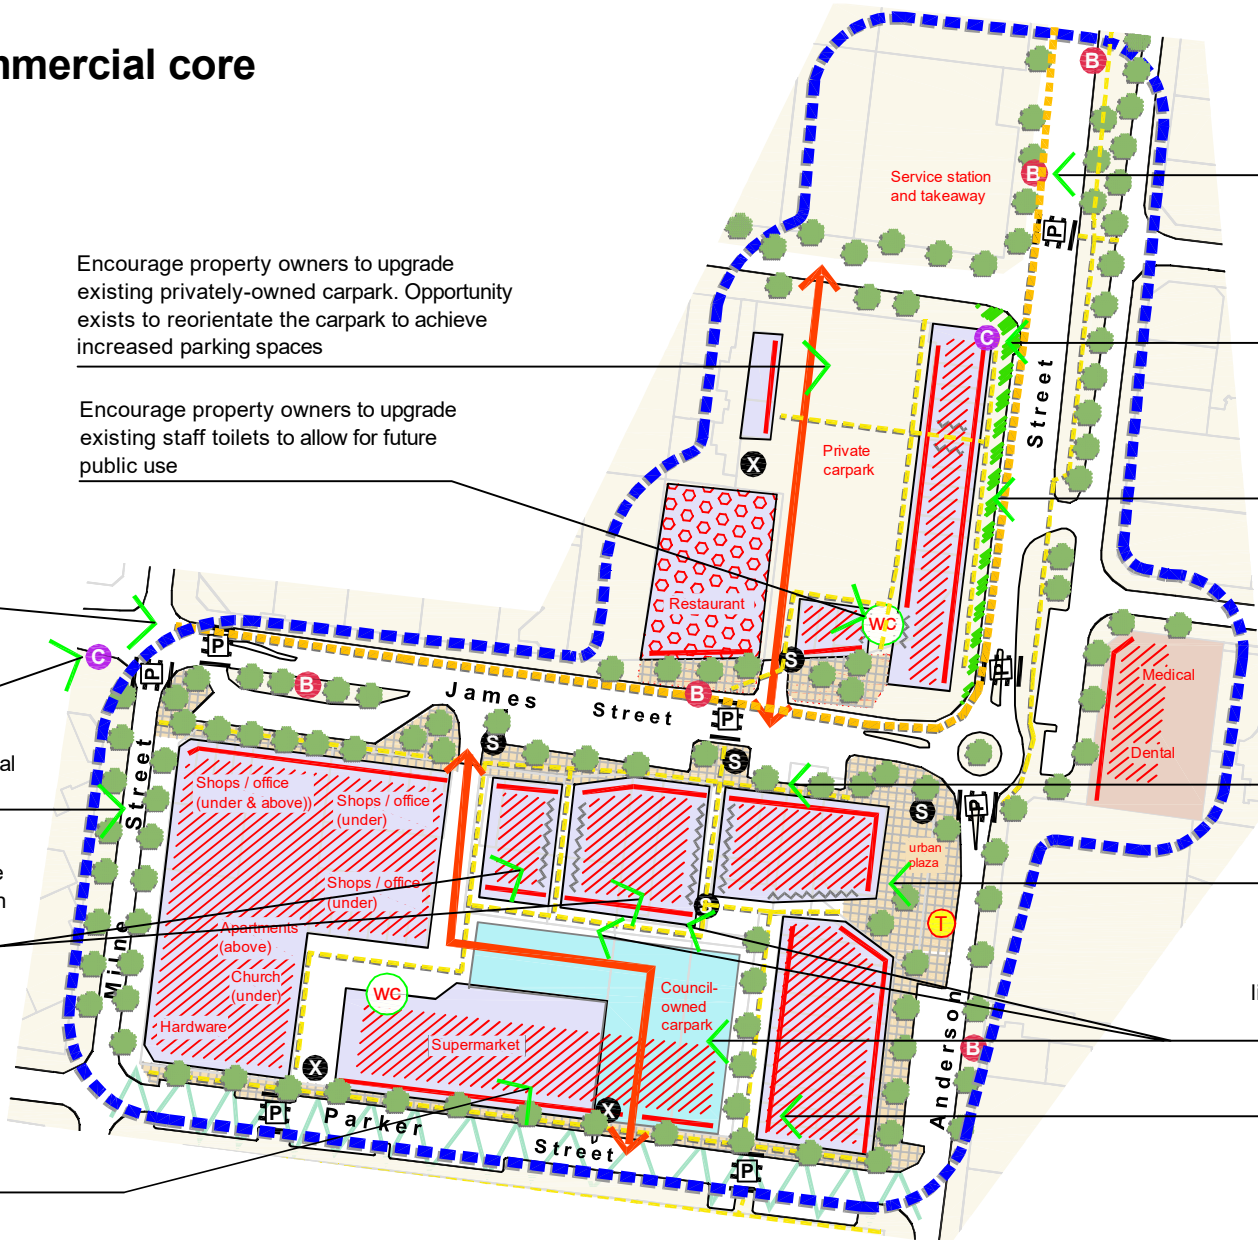 mmercial core
B
Service station
and takeaway
B
P
Encourage property owners to upgrade
existing privately-owned carpark. Opportunity
exists to reorientate the carpark to achieve
increased parking spaces
C
Street
Encourage property owners to upgrade
existing staff toilets to allow for future
public use
Private
carpark
X
Restaurant
WC
S
P
C
P
P
B
James
Street
B
P
S
S
Medical
Dental
al
Street
Shops / office
(under & above))
Shops / office
(under)
S
P
urban
plaza
e
n
Shops / office
(under)
S
T
Apartments
(above)
Milne
Church
(under)
WC
Council-
owned
carpark
li
Hardware
Supermarket
B
Anderson
X
X
P
Parker
Street
P